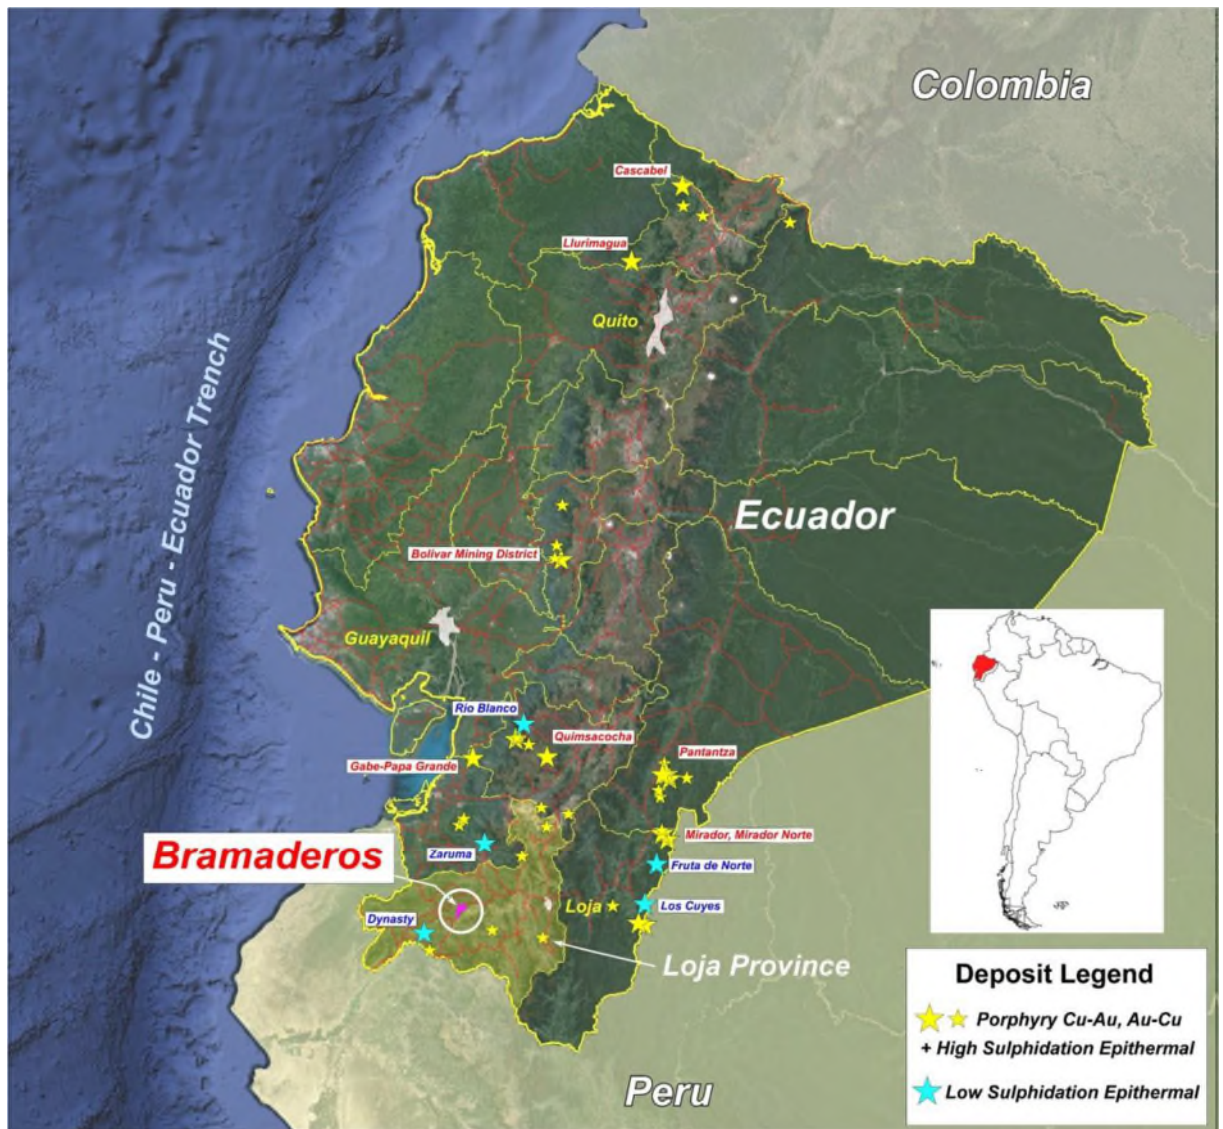 Colombia
Cascabel
Llurimagua
Quito
Chile - Peru - Ecuador Trench
Ecuador
Bolivar Mining District
Guayaquil
Rio Blanco
Quimsacocha
Pantantza
Gabe-Papa Grande
Mirador, Mirador Norte
Bramaderos
Zaruma
Fruta de Norte
Loja
Los Cuyes
Dynasty
Loja Province
Deposit Legend
Porphyry Cu-Au, Au-Cu
+ High Sulphidation Epithermal
Low Sulphidation Epithermal
Peru